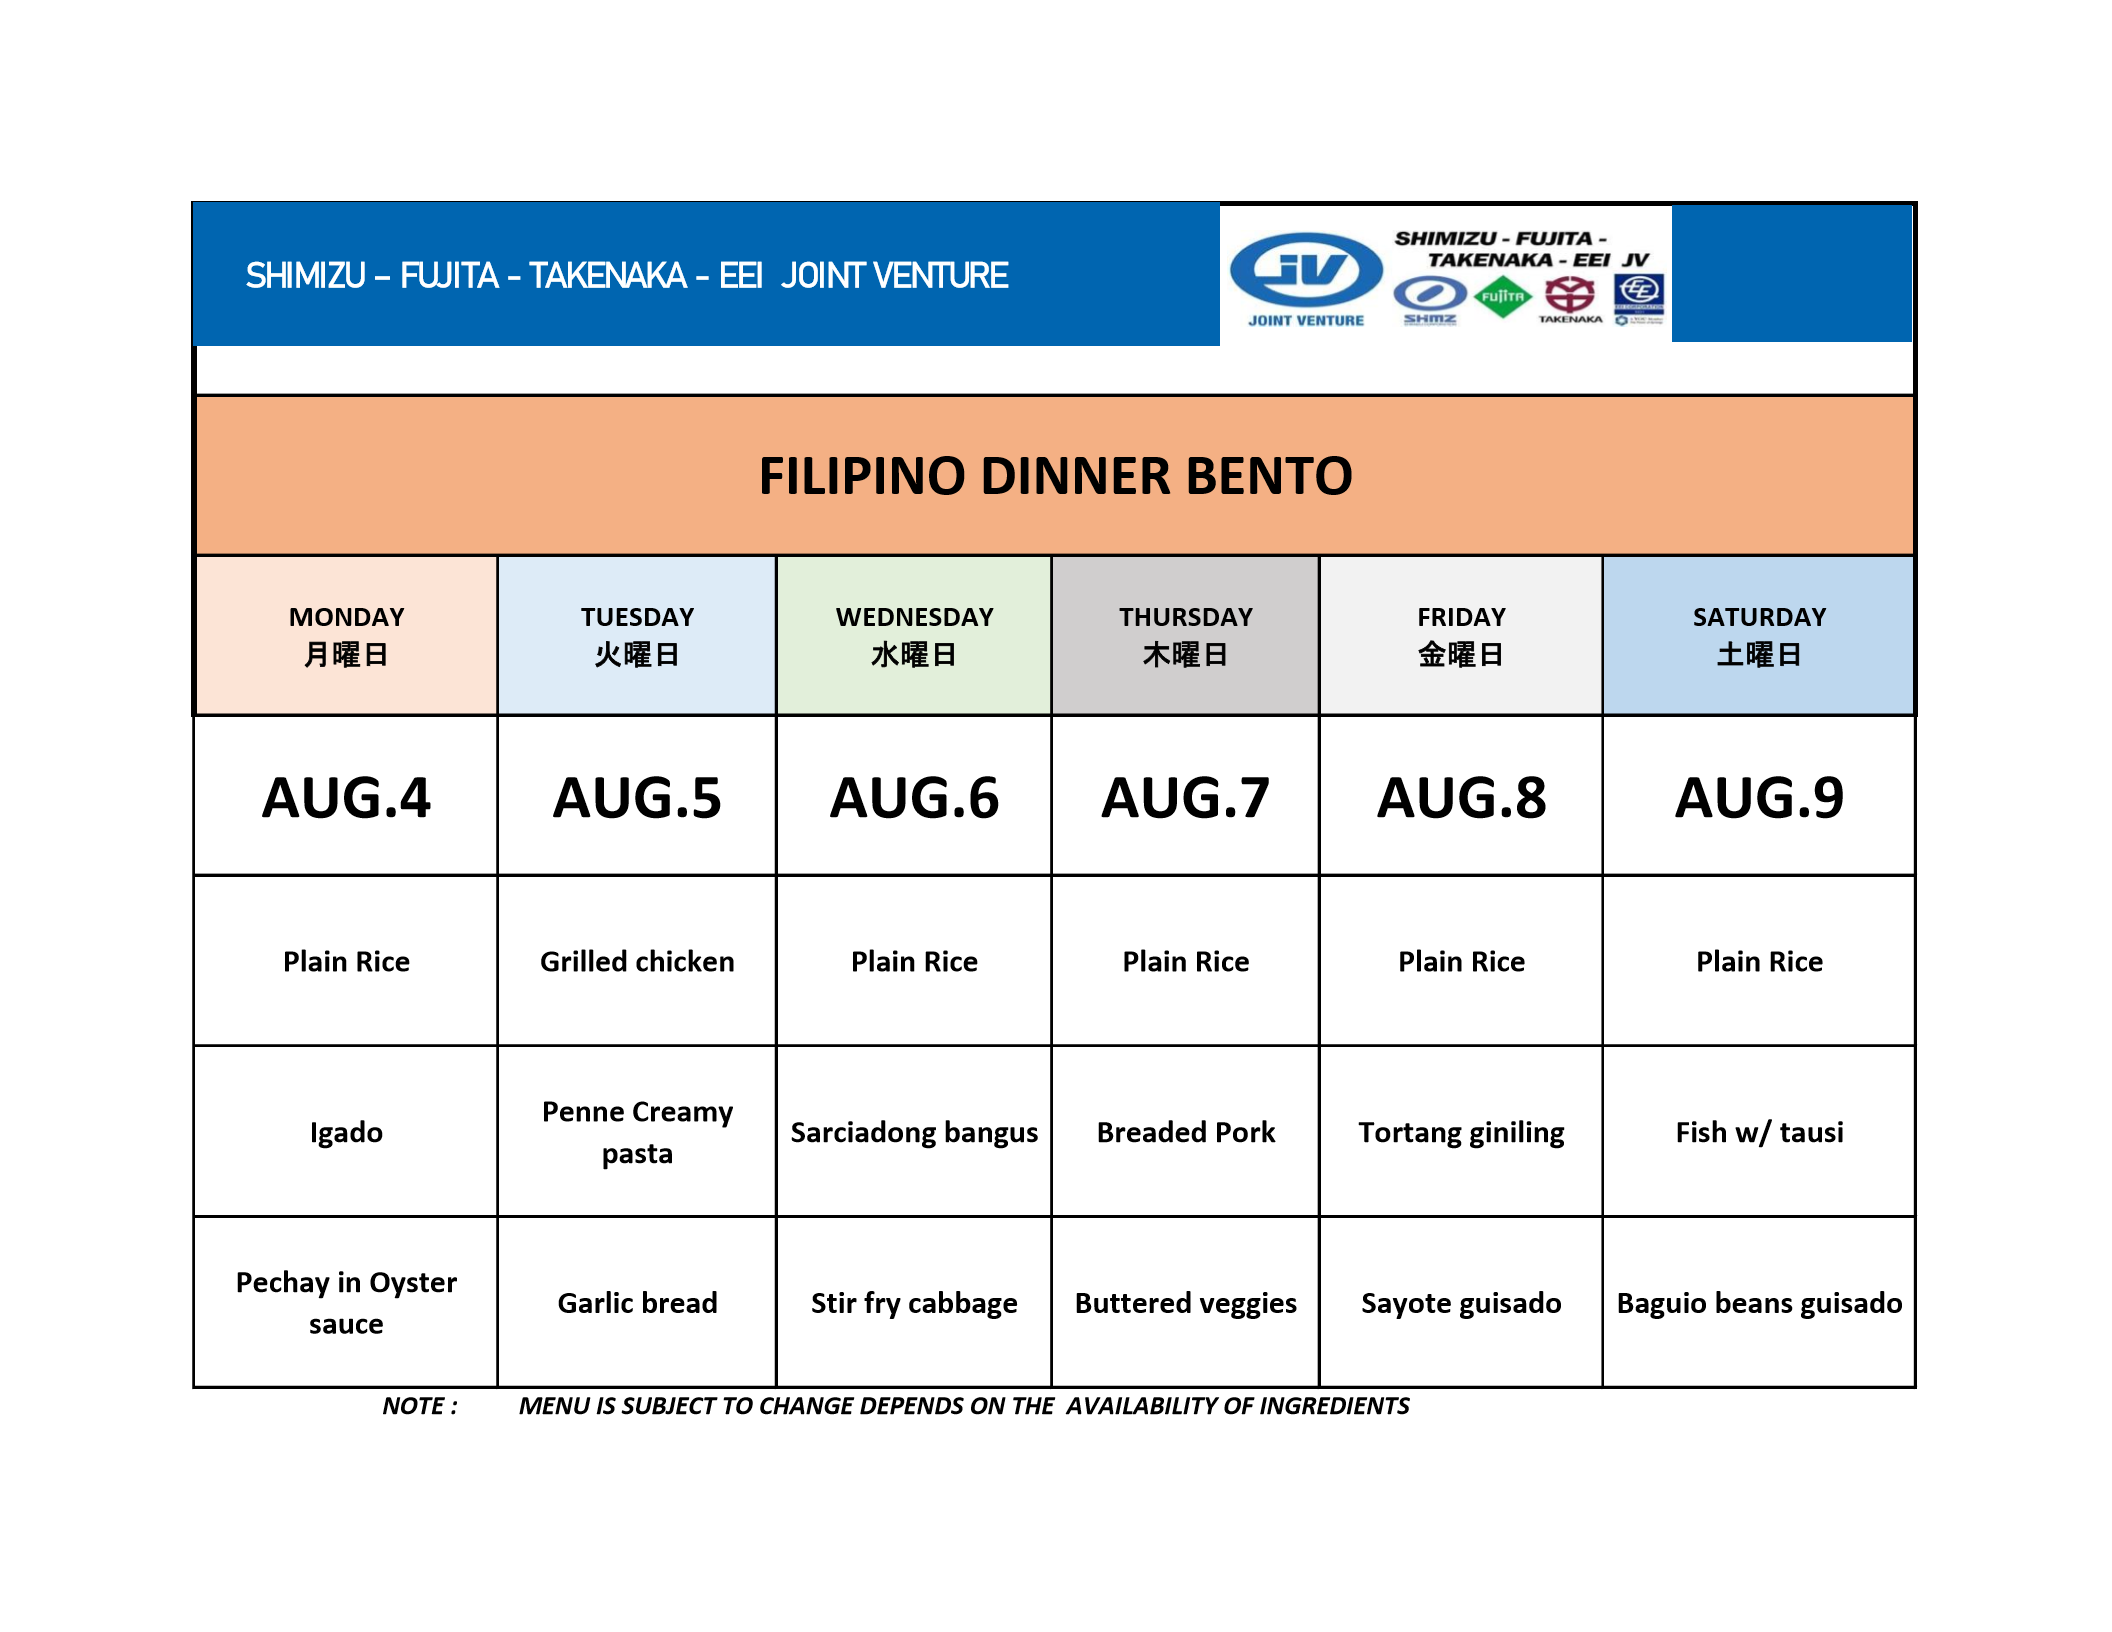 SHIMIZU – FUJITA - TAKENAKA - EEI JOINT VENTURE
JV
JOINT VENTURE
SHIMIZU - FUJITA -
TAKENAKA - EEI JV
SHMZ
FUJITA
TAKENAKA
EE
FILIPINO DINNER BENTO
MONDAY
月曜日
TUESDAY
火曜日
WEDNESDAY
水曜日
THURSDAY
木曜日
FRIDAY
金曜日
SATURDAY
土曜日
AUG.4
AUG.5
AUG.6
AUG.7
AUG.8
AUG.9
Plain Rice
Grilled chicken
Plain Rice
Plain Rice
Plain Rice
Plain Rice
Igado
Penne Creamy
pasta
Sarciadong bangus
Breaded Pork
Tortang giniling
Fish w/ tausi
Pechay in Oyster
sauce
Garlic bread
Stir fry cabbage
Buttered veggies
Sayote guisado
Baguio beans guisado
NOTE : MENU IS SUBJECT TO CHANGE DEPENDS ON THE AVAILABILITY OF INGREDIENTS